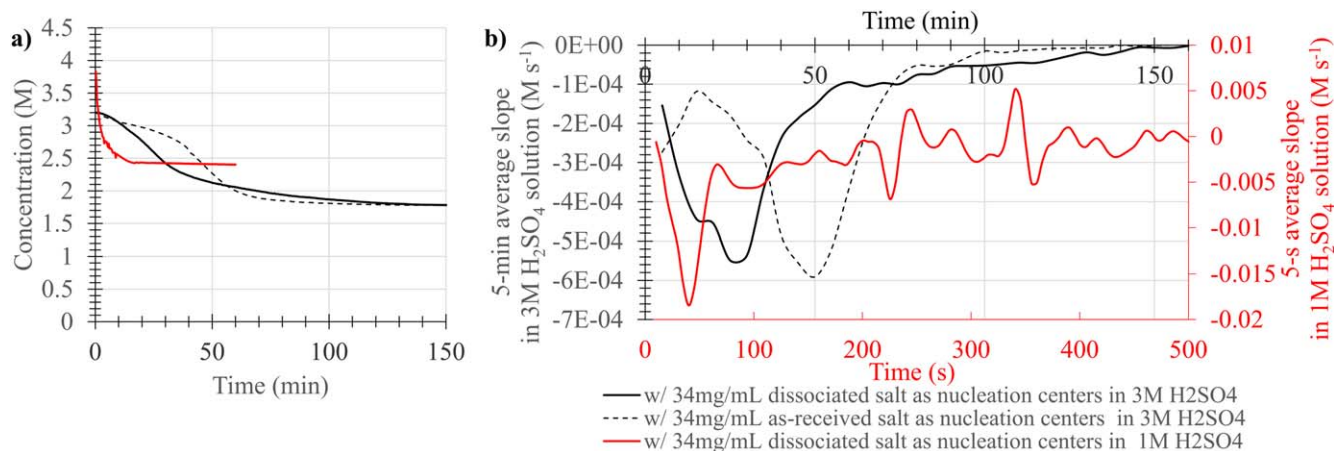 a)
4.5
4
3.5
3
2.5
2
1.5
1
0.5
0
Concentration (M)
0 50 100 150
Time (min)
b)
Time (min)
0 50 100 150
0E+00
-1E-04
-2E-04
-3E-04
-4E-04
-5E-04
-6E-04
-7E-04
5-min average slope
in 3M H₂SO₄ solution (M s⁻¹)
0.01
0.005
0
-0.005
-0.01
-0.015
-0.02
5-s average slope
in 1M H₂SO₄ solution (M s⁻¹)
0 100 200 300 400 500
Time (s)
w/ 34mg/mL dissociated salt as nucleation centers in 3M H2SO4
w/ 34mg/mL as-received salt as nucleation centers in 3M H2SO4
w/ 34mg/mL dissociated salt as nucleation centers in 1M H2SO4